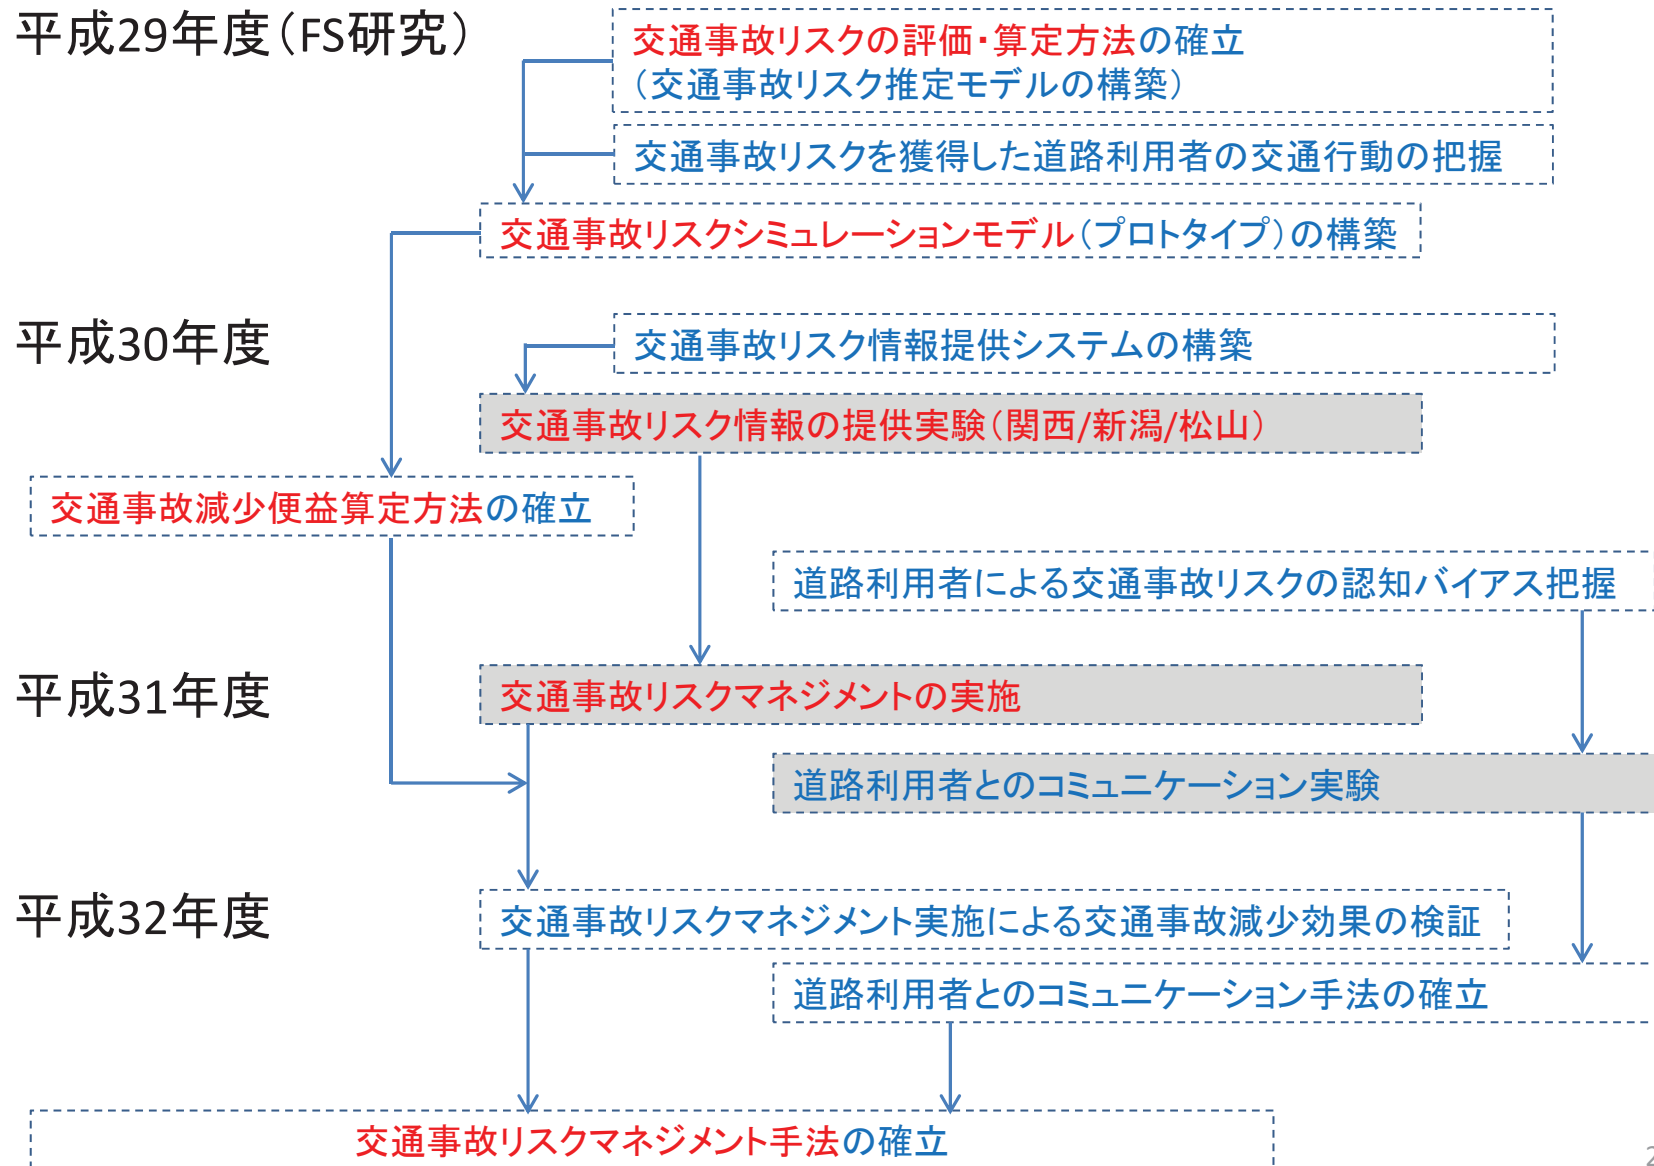 平成29年度（FS研究）
交通事故リスクの評価・算定方法の確立
（交通事故リスク推定モデルの構築）
交通事故リスクを獲得した道路利用者の交通行動の把握
交通事故リスクシミュレーションモデル（プロトタイプ）の構築
平成30年度
交通事故リスク情報提供システムの構築
交通事故リスク情報の提供実験（関西/新潟/松山）
交通事故減少便益算定方法の確立
道路利用者による交通事故リスクの認知バイアス把握
平成31年度
交通事故リスクマネジメントの実施
道路利用者とのコミュニケーション実験
平成32年度
交通事故リスクマネジメント実施による交通事故減少効果の検証
道路利用者とのコミュニケーション手法の確立
交通事故リスクマネジメント手法の確立